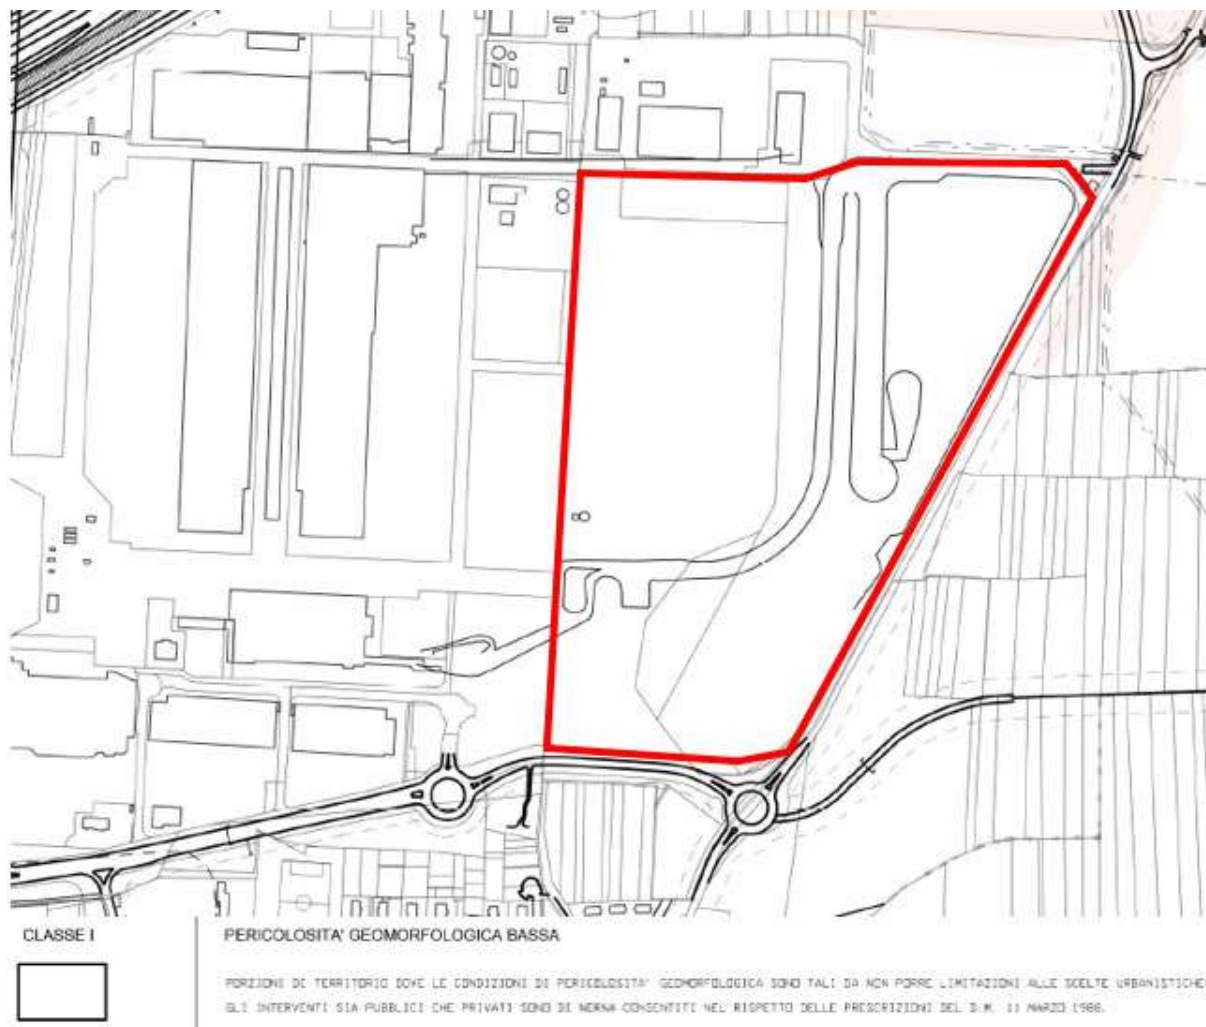 CLASSE I
PERICOLOSITA' GEOMORFOLOGICA BASSA
PORZIONI DI TERRITORIO DOVE LE CONDIZIONI DI PERICOLOSITA' GEOMORFOLOGICA SONO TALI DA NON PORRE LIMITAZIONI ALLE SCELTE URBANISTICHE
GLI INTERVENTI SIA PUBBLICI CHE PRIVATI SONO DI NORMA CONSENTITI NEL RISPETTO DELLE PRESCRIZIONI DEL D.M. 11 MARZO 1988.